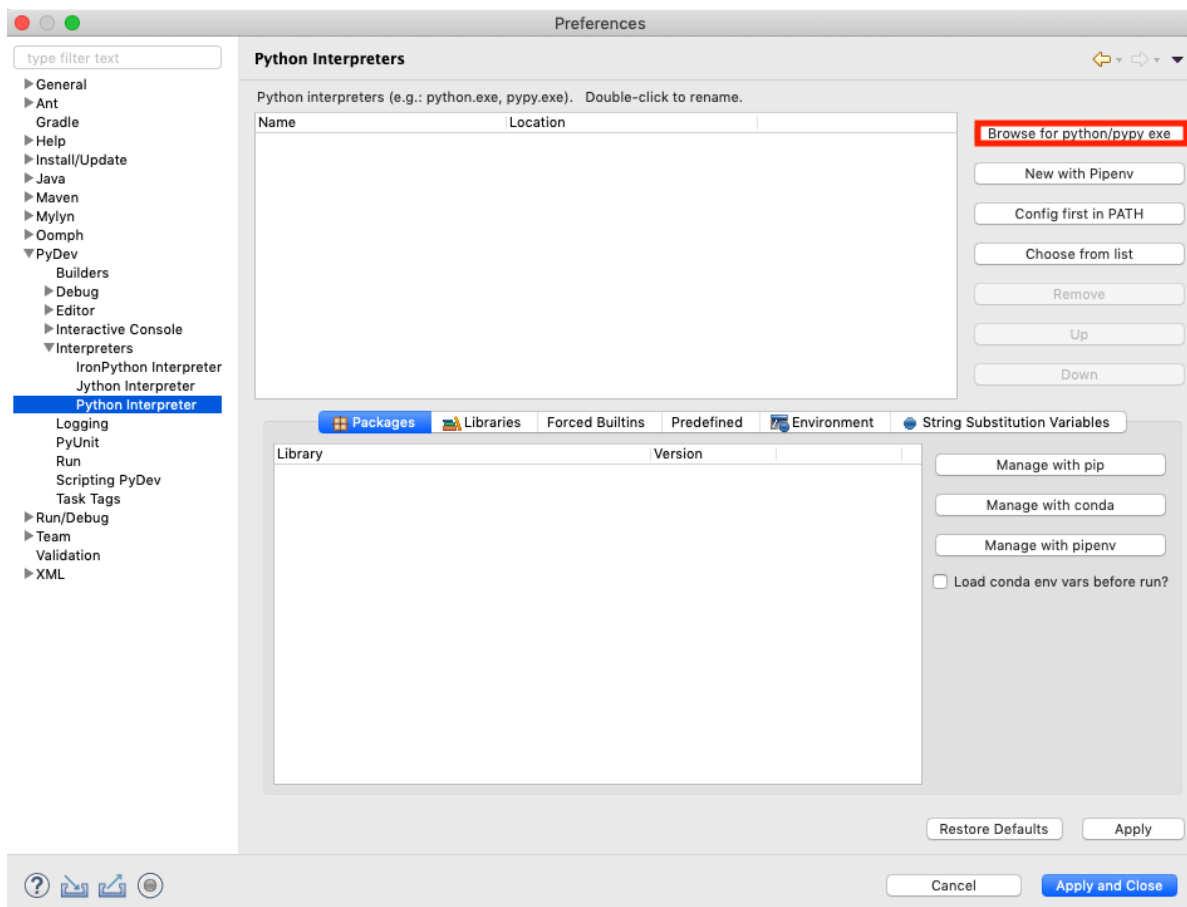 Preferences
type filter text
General
Ant
Gradle
Help
Install/Update
Java
Maven
Mylyn
Oomph
PyDev
Builders
Debug
Editor
Interactive Console
Interpreters
IronPython Interpreter
Jython Interpreter
Python Interpreter
Logging
PyUnit
Run
Scripting PyDev
Task Tags
Run/Debug
Team
Validation
XML
Python Interpreters
Python interpreters (e.g.: python.exe, pypy.exe).   Double-click to rename.
Name Location
Browse for python/pypy exe
New with Pipenv
Config first in PATH
Choose from list
Remove
Up
Down
Packages Libraries Forced Builtins Predefined Environment String Substitution Variables
Library Version
Manage with pip
Manage with conda
Manage with pipenv
Load conda env vars before run?
Restore Defaults Apply
? Cancel Apply and Close